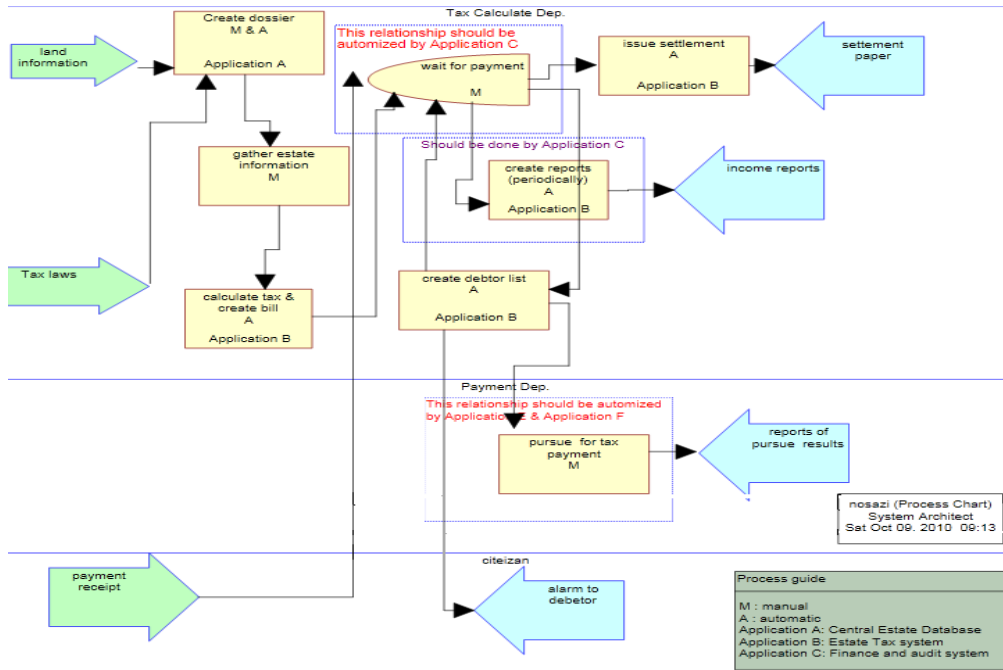 Tax Calculate Dep.
Create dossier
M & A
Application A
land
information
This relationship should be
automized by Application C
wait for payment
M
issue settlement
A
Application B
settement
paper
gather estate
information
M
Should be done by Application C
create reports
(periodically)
A
Application B
income reports
Tax laws
calculate tax &
create bill
A
Application B
create debtor list
A
Application B
Payment Dep.
This relationship should be automized
by Application E & Application F
pursue for tax
payment
M
reports of
pursue results
nosazi (Process Chart)
System Architect
Sat Oct 09. 2010 09:13
citeizan
payment
receipt
alarm to
debetor
Process guide
M : manual
A : automatic
Application A: Central Estate Database
Application B: Estate Tax system
Application C: Finance and audit system